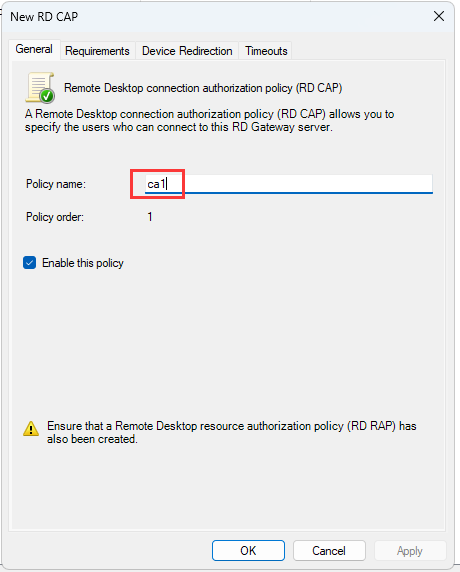 New RD CAP
General Requirements Device Redirection Timeouts
Remote Desktop connection authorization policy (RD CAP)
A Remote Desktop connection authorization policy (RD CAP) allows you to
specify the users who can connect to this RD Gateway server.
Policy name: ca1
Policy order: 1
Enable this policy
Ensure that a Remote Desktop resource authorization policy (RD RAP) has
also been created.
OK Cancel Apply